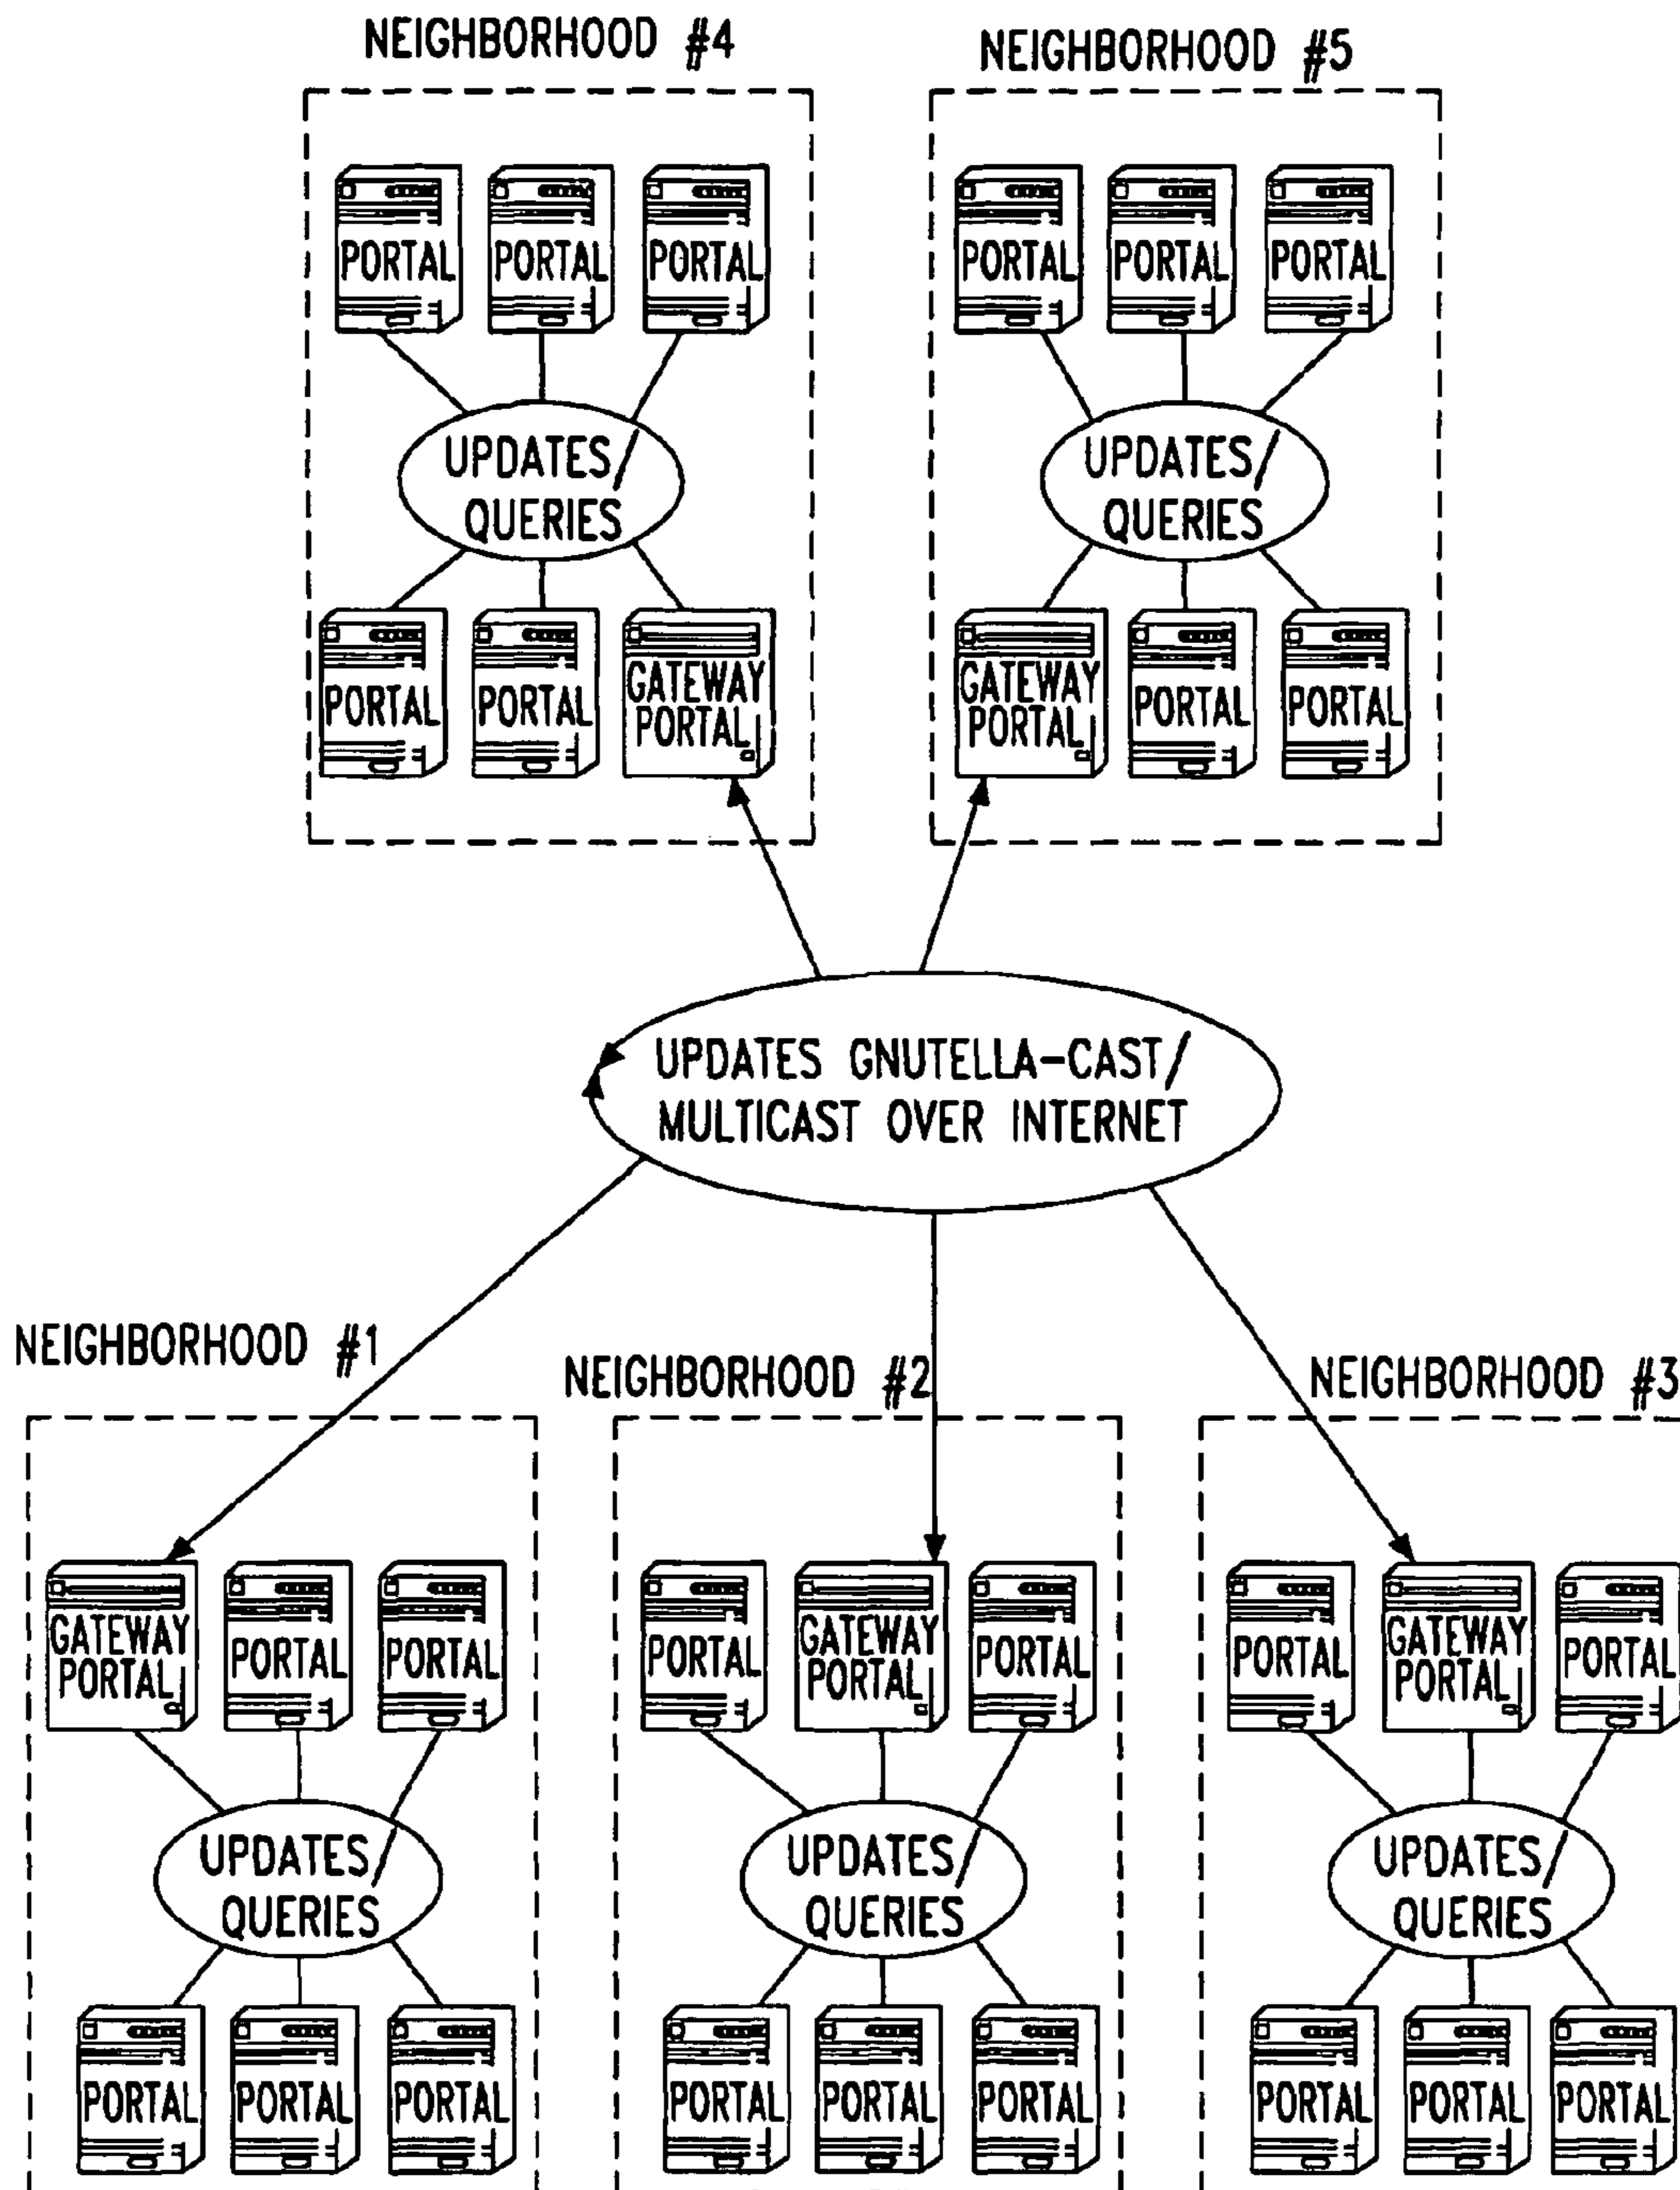 NEIGHBORHOOD #4
NEIGHBORHOOD #5
PORTAL
PORTAL
PORTAL
PORTAL
PORTAL
PORTAL
UPDATES/
QUERIES
UPDATES/
QUERIES
PORTAL
PORTAL
GATEWAY
PORTAL
GATEWAY
PORTAL
PORTAL
PORTAL
UPDATES GNUTELLA-CAST/
MULTICAST OVER INTERNET
NEIGHBORHOOD #1
NEIGHBORHOOD #2
NEIGHBORHOOD #3
GATEWAY
PORTAL
PORTAL
PORTAL
PORTAL
GATEWAY
PORTAL
PORTAL
PORTAL
GATEWAY
PORTAL
PORTAL
UPDATES/
QUERIES
UPDATES/
QUERIES
UPDATES/
QUERIES
PORTAL
PORTAL
PORTAL
PORTAL
PORTAL
PORTAL
PORTAL
PORTAL
PORTAL